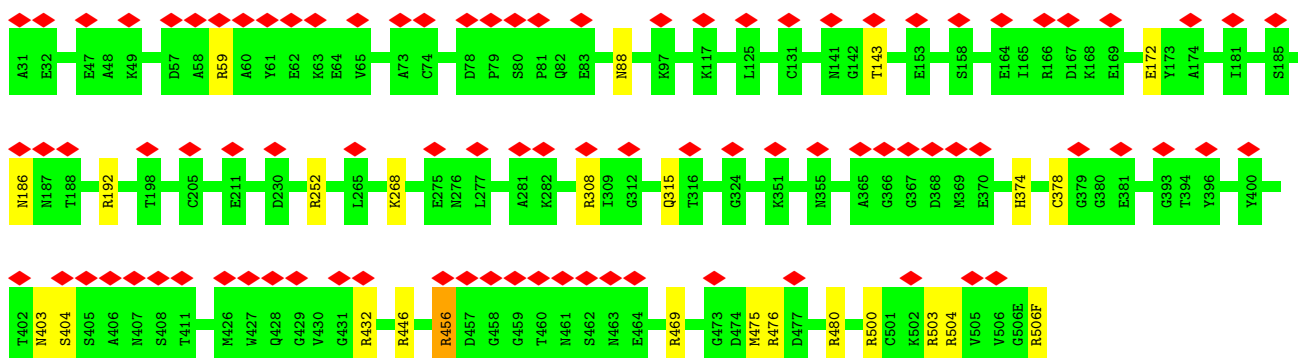 A31 E32 E47 A48 K49 D57 A58 R59 A60 Y61 E62 K63 E64 V65 A73 C74 D78 P79 S80 P81 Q82 E83 N88 K97 K117 L125 C131 N141 G142 T143 E153 S158 E164 I165 R166 D167 K168 E169 E172 Y173 A174 I181 S185
N186 N187 T188 R192 T198 C205 E211 D230 R252 L265 K268 E275 N276 L277 A281 K282 R308 I309 G312 Q315 T316 G324 K351 N355 A365 G366 G367 D368 M369 E370 H374 C378 G379 G380 E381 G393 T394 Y396 Y400
T402 N403 S404 S405 A406 N407 S408 T411 M426 W427 Q428 G429 V430 G431 R432 R446 R456 D457 G458 G459 T460 N461 S462 N463 E464 R469 G473 D474 M475 R476 D477 R480 R500 C501 K502 R503 R504 V505 V506 G506E R506F